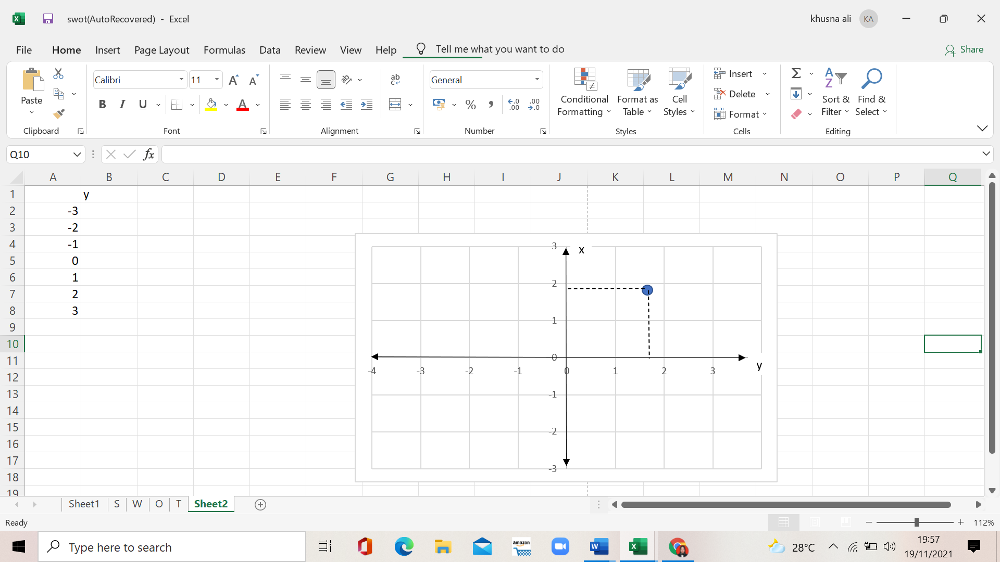 swot(AutoRecovered) - Excel
khusna ali KA
File Home Insert Page Layout Formulas Data Review View Help Tell me what you want to do Share
Paste
Clipboard
Calibri 11
B I U A
Font
ab
c
Alignment
General
% , .00 .0
Number
Conditional Formatting
Format as Table
Cell Styles
Styles
Insert
Delete
Format
Cells
Sort & Filter
Find & Select
Editing
Q10 fx
A B C D E F G H I J K L M N O P Q
1 y
2 -3
3 -2
4 -1
5 0
6 1
7 2
8 3
9
10
11
12
13
14
15
16
17
18
19
3 x
2
1
0
-4 -3 -2 -1 0 1 2 3 y
-1
-2
-3
Sheet1 S W O T Sheet2
Ready 112%
Type here to search
amazon
28°C
19:57
19/11/2021